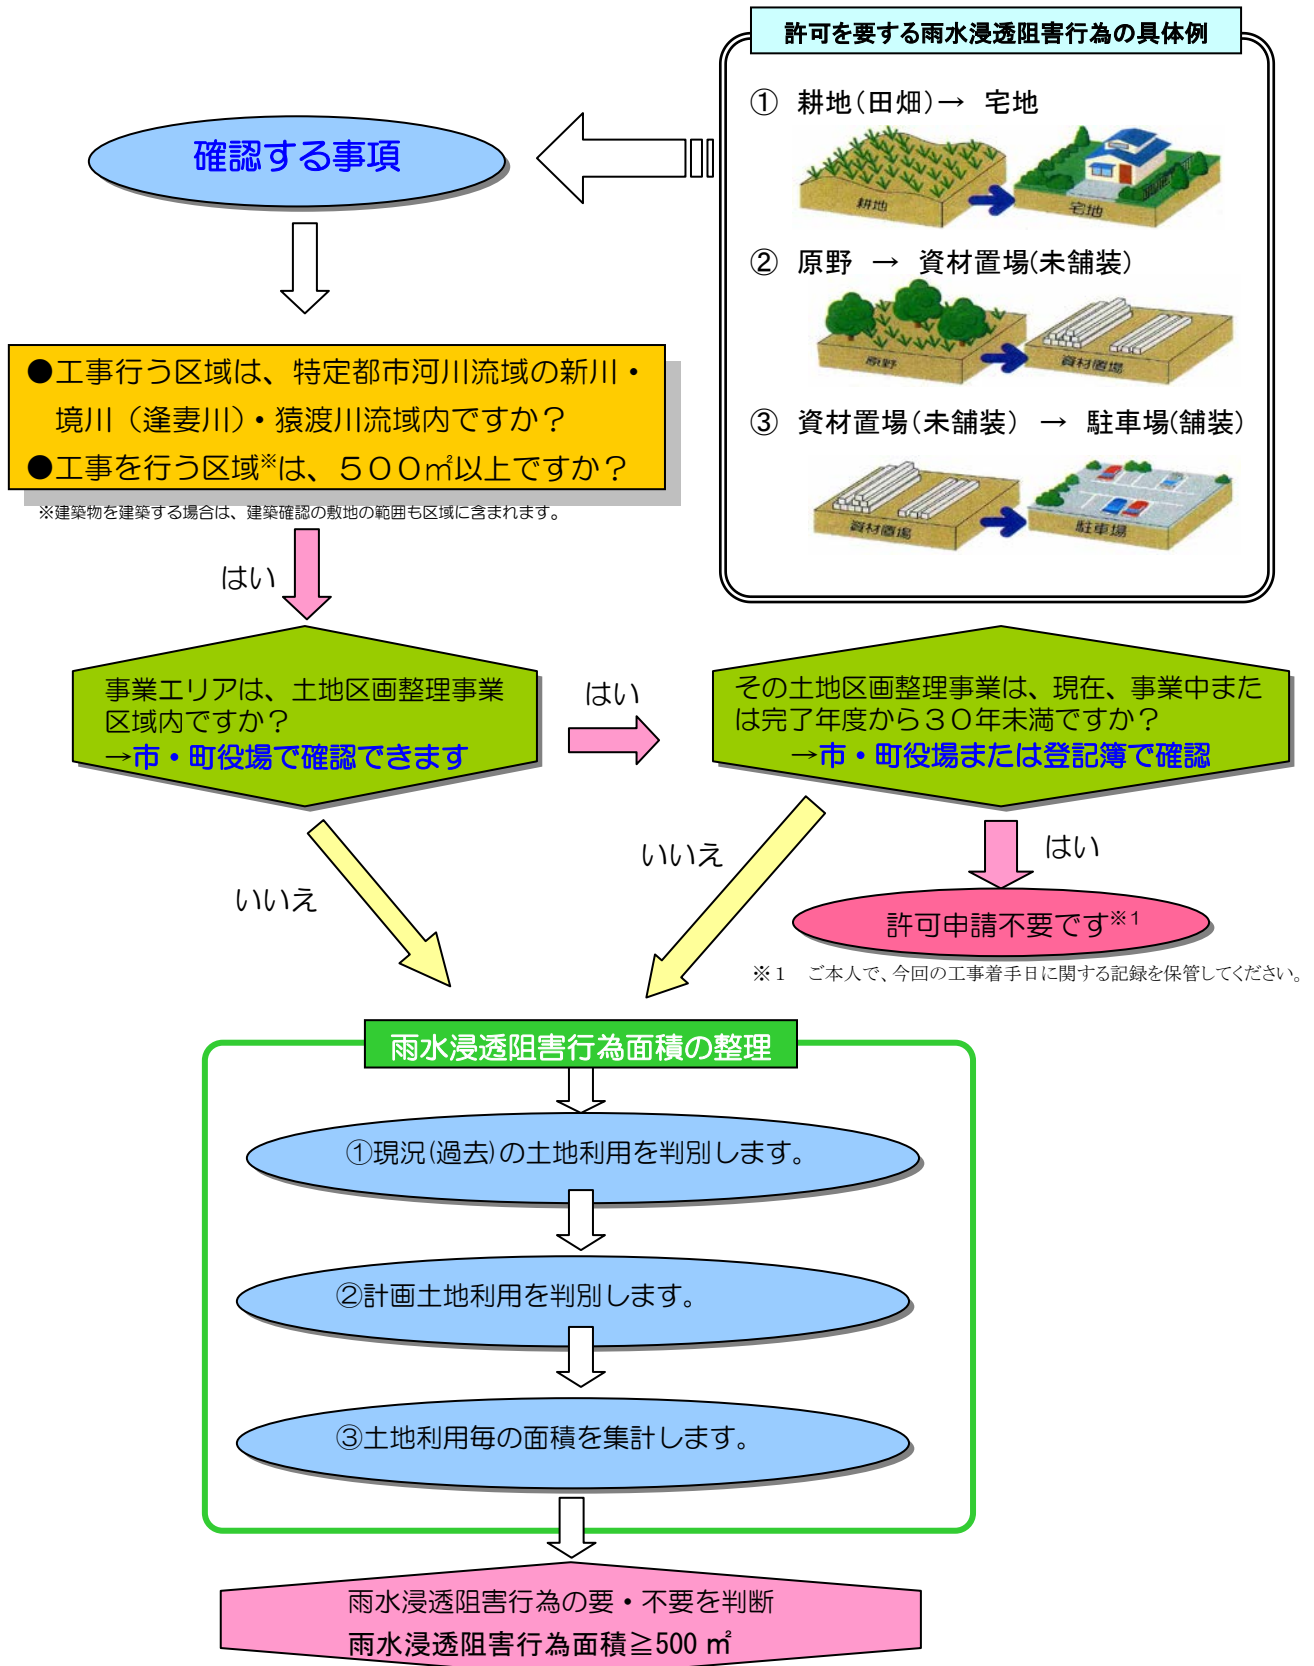 許可を要する雨水浸透阻害行為の具体例
① 耕地(田畑)→ 宅地
耕地
宅地
② 原野 → 資材置場(未舗装)
原野
資材置場
③ 資材置場(未舗装) → 駐車場(舗装)
資材置場
駐車場
確認する事項
●工事行う区域は、特定都市河川流域の新川・
境川（逢妻川）・猿渡川流域内ですか？
●工事を行う区域※は、５００㎡以上ですか？
※建築物を建築する場合は、建築確認の敷地の範囲も区域に含まれます。
はい
事業エリアは、土地区画整理事業
区域内ですか？
→市・町役場で確認できます
はい
その土地区画整理事業は、現在、事業中また
は完了年度から３０年未満ですか？
→市・町役場または登記簿で確認
いいえ
いいえ
はい
許可申請不要です※1
※１ ご本人で、今回の工事着手日に関する記録を保管してください。
雨水浸透阻害行為面積の整理
①現況(過去)の土地利用を判別します。
②計画土地利用を判別します。
③土地利用毎の面積を集計します。
雨水浸透阻害行為の要・不要を判断
雨水浸透阻害行為面積≧500 ㎡